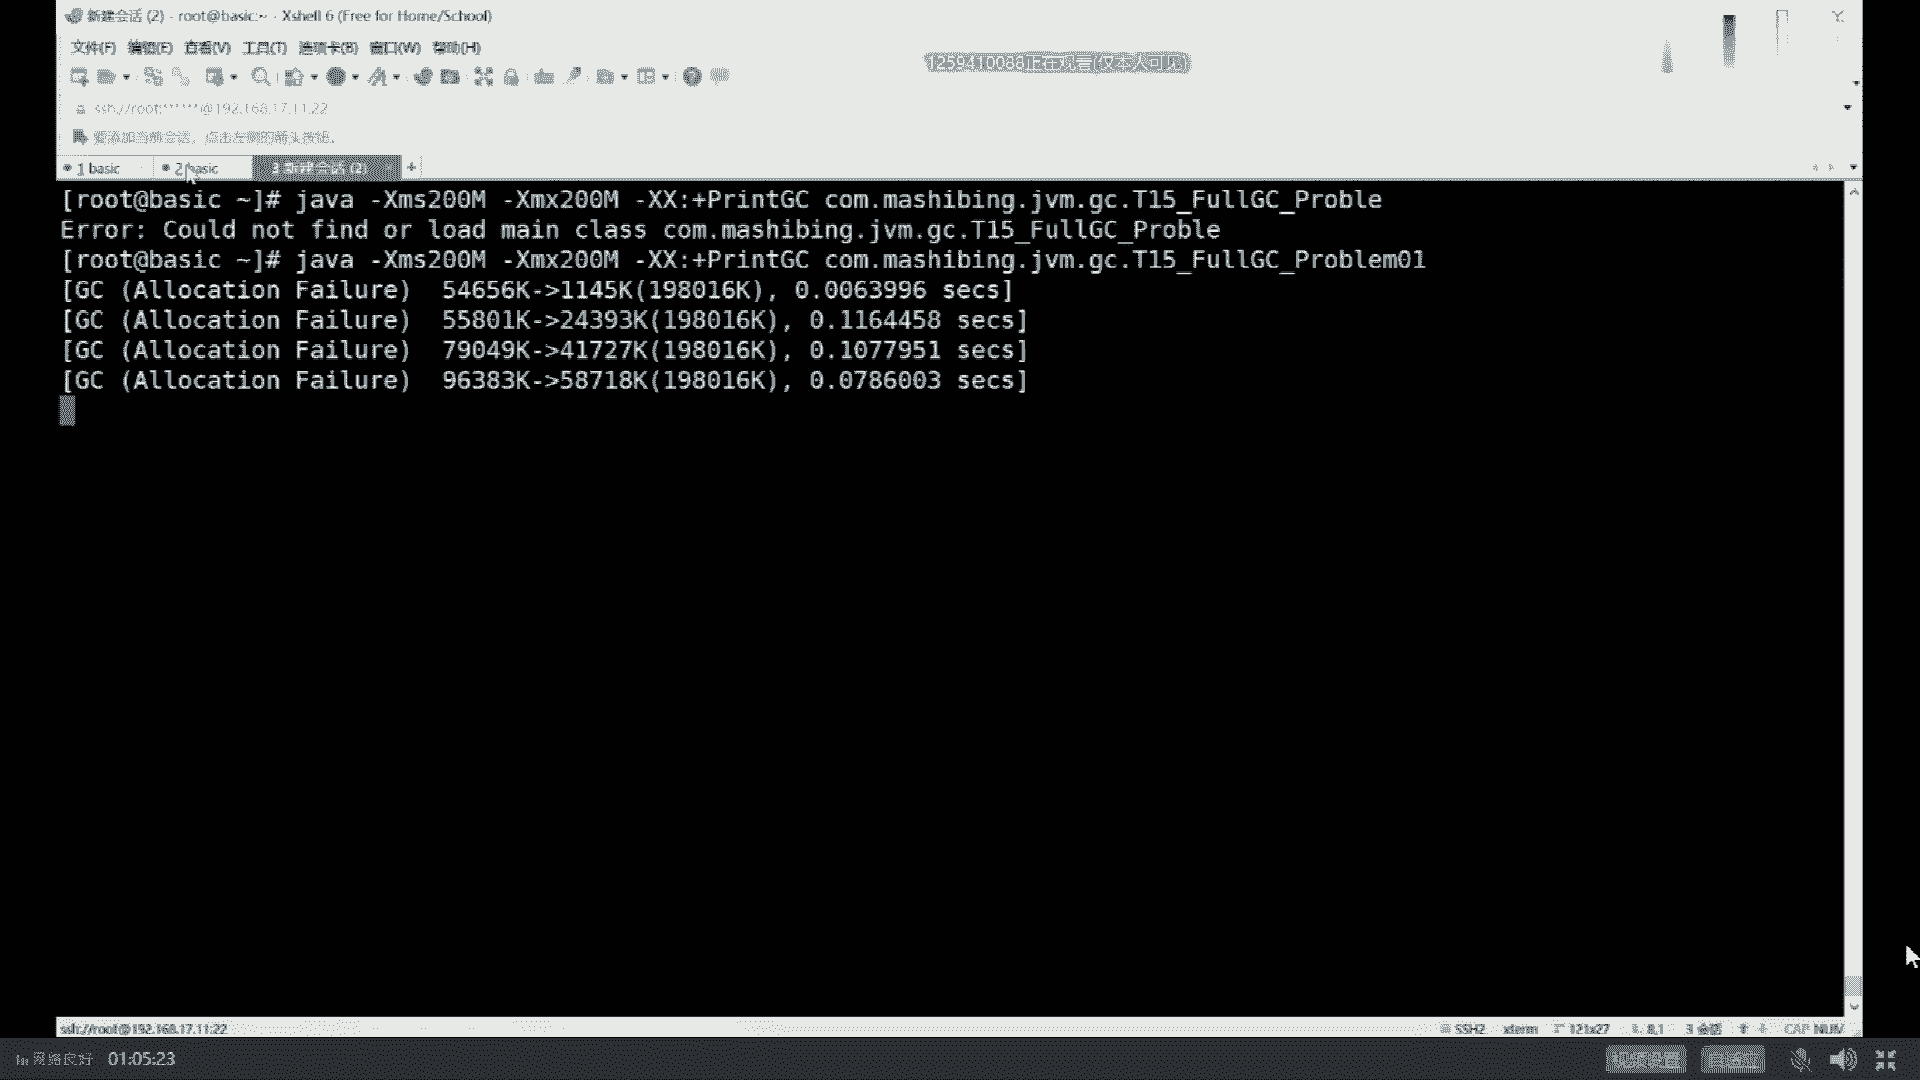 新建会话 (2) - root@basic:~ - Xshell 6 (Free for Home/School)
文件(F) 编辑(E) 查看(V) 工具(T) 选项卡(B) 窗口(W) 帮助(H)
1259410088正在观看(仅本人可见)
ssh://root:******@192.168.17.11:22
要添加当前会话，点击左侧的箭头按钮。
1 basic 2 basic 3 新建会话 (2) +
[root@basic ~]# java -Xms200M -Xmx200M -XX:+PrintGC com.mashibing.jvm.gc.T15_FullGC_Proble
Error: Could not find or load main class com.mashibing.jvm.gc.T15_FullGC_Proble
[root@basic ~]# java -Xms200M -Xmx200M -XX:+PrintGC com.mashibing.jvm.gc.T15_FullGC_Problem01
[GC (Allocation Failure)  54656K->1145K(198016K), 0.0063996 secs]
[GC (Allocation Failure)  55801K->24393K(198016K), 0.1164458 secs]
[GC (Allocation Failure)  79049K->41727K(198016K), 0.1077951 secs]
[GC (Allocation Failure)  96383K->58718K(198016K), 0.0786003 secs]
ssh://root@192.168.17.11:22 SSH2 xterm 121x27 8,1 3 会话 CAP NUM
网络良好 01:05:23